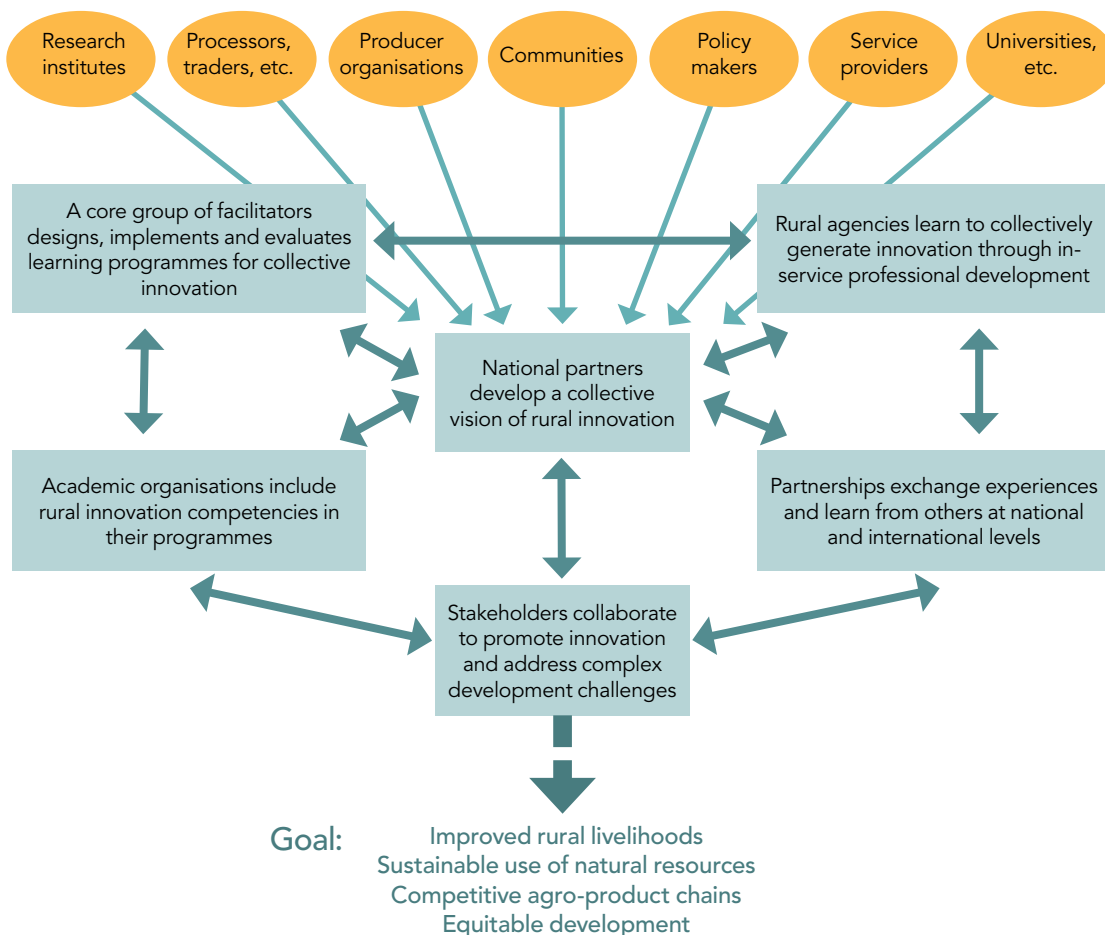 Research
institutes
Processors,
traders, etc.
Producer
organisations
Communities
Policy
makers
Service
providers
Universities,
etc.
A core group of facilitators
designs, implements and evaluates
learning programmes for collective
innovation
Rural agencies learn to collectively
generate innovation through in-
service professional development
National partners
develop a collective
vision of rural innovation
Academic organisations include
rural innovation competencies in
their programmes
Partnerships exchange experiences
and learn from others at national
and international levels
Stakeholders collaborate
to promote innovation
and address complex
development challenges
Goal:
Improved rural livelihoods
Sustainable use of natural resources
Competitive agro-product chains
Equitable development